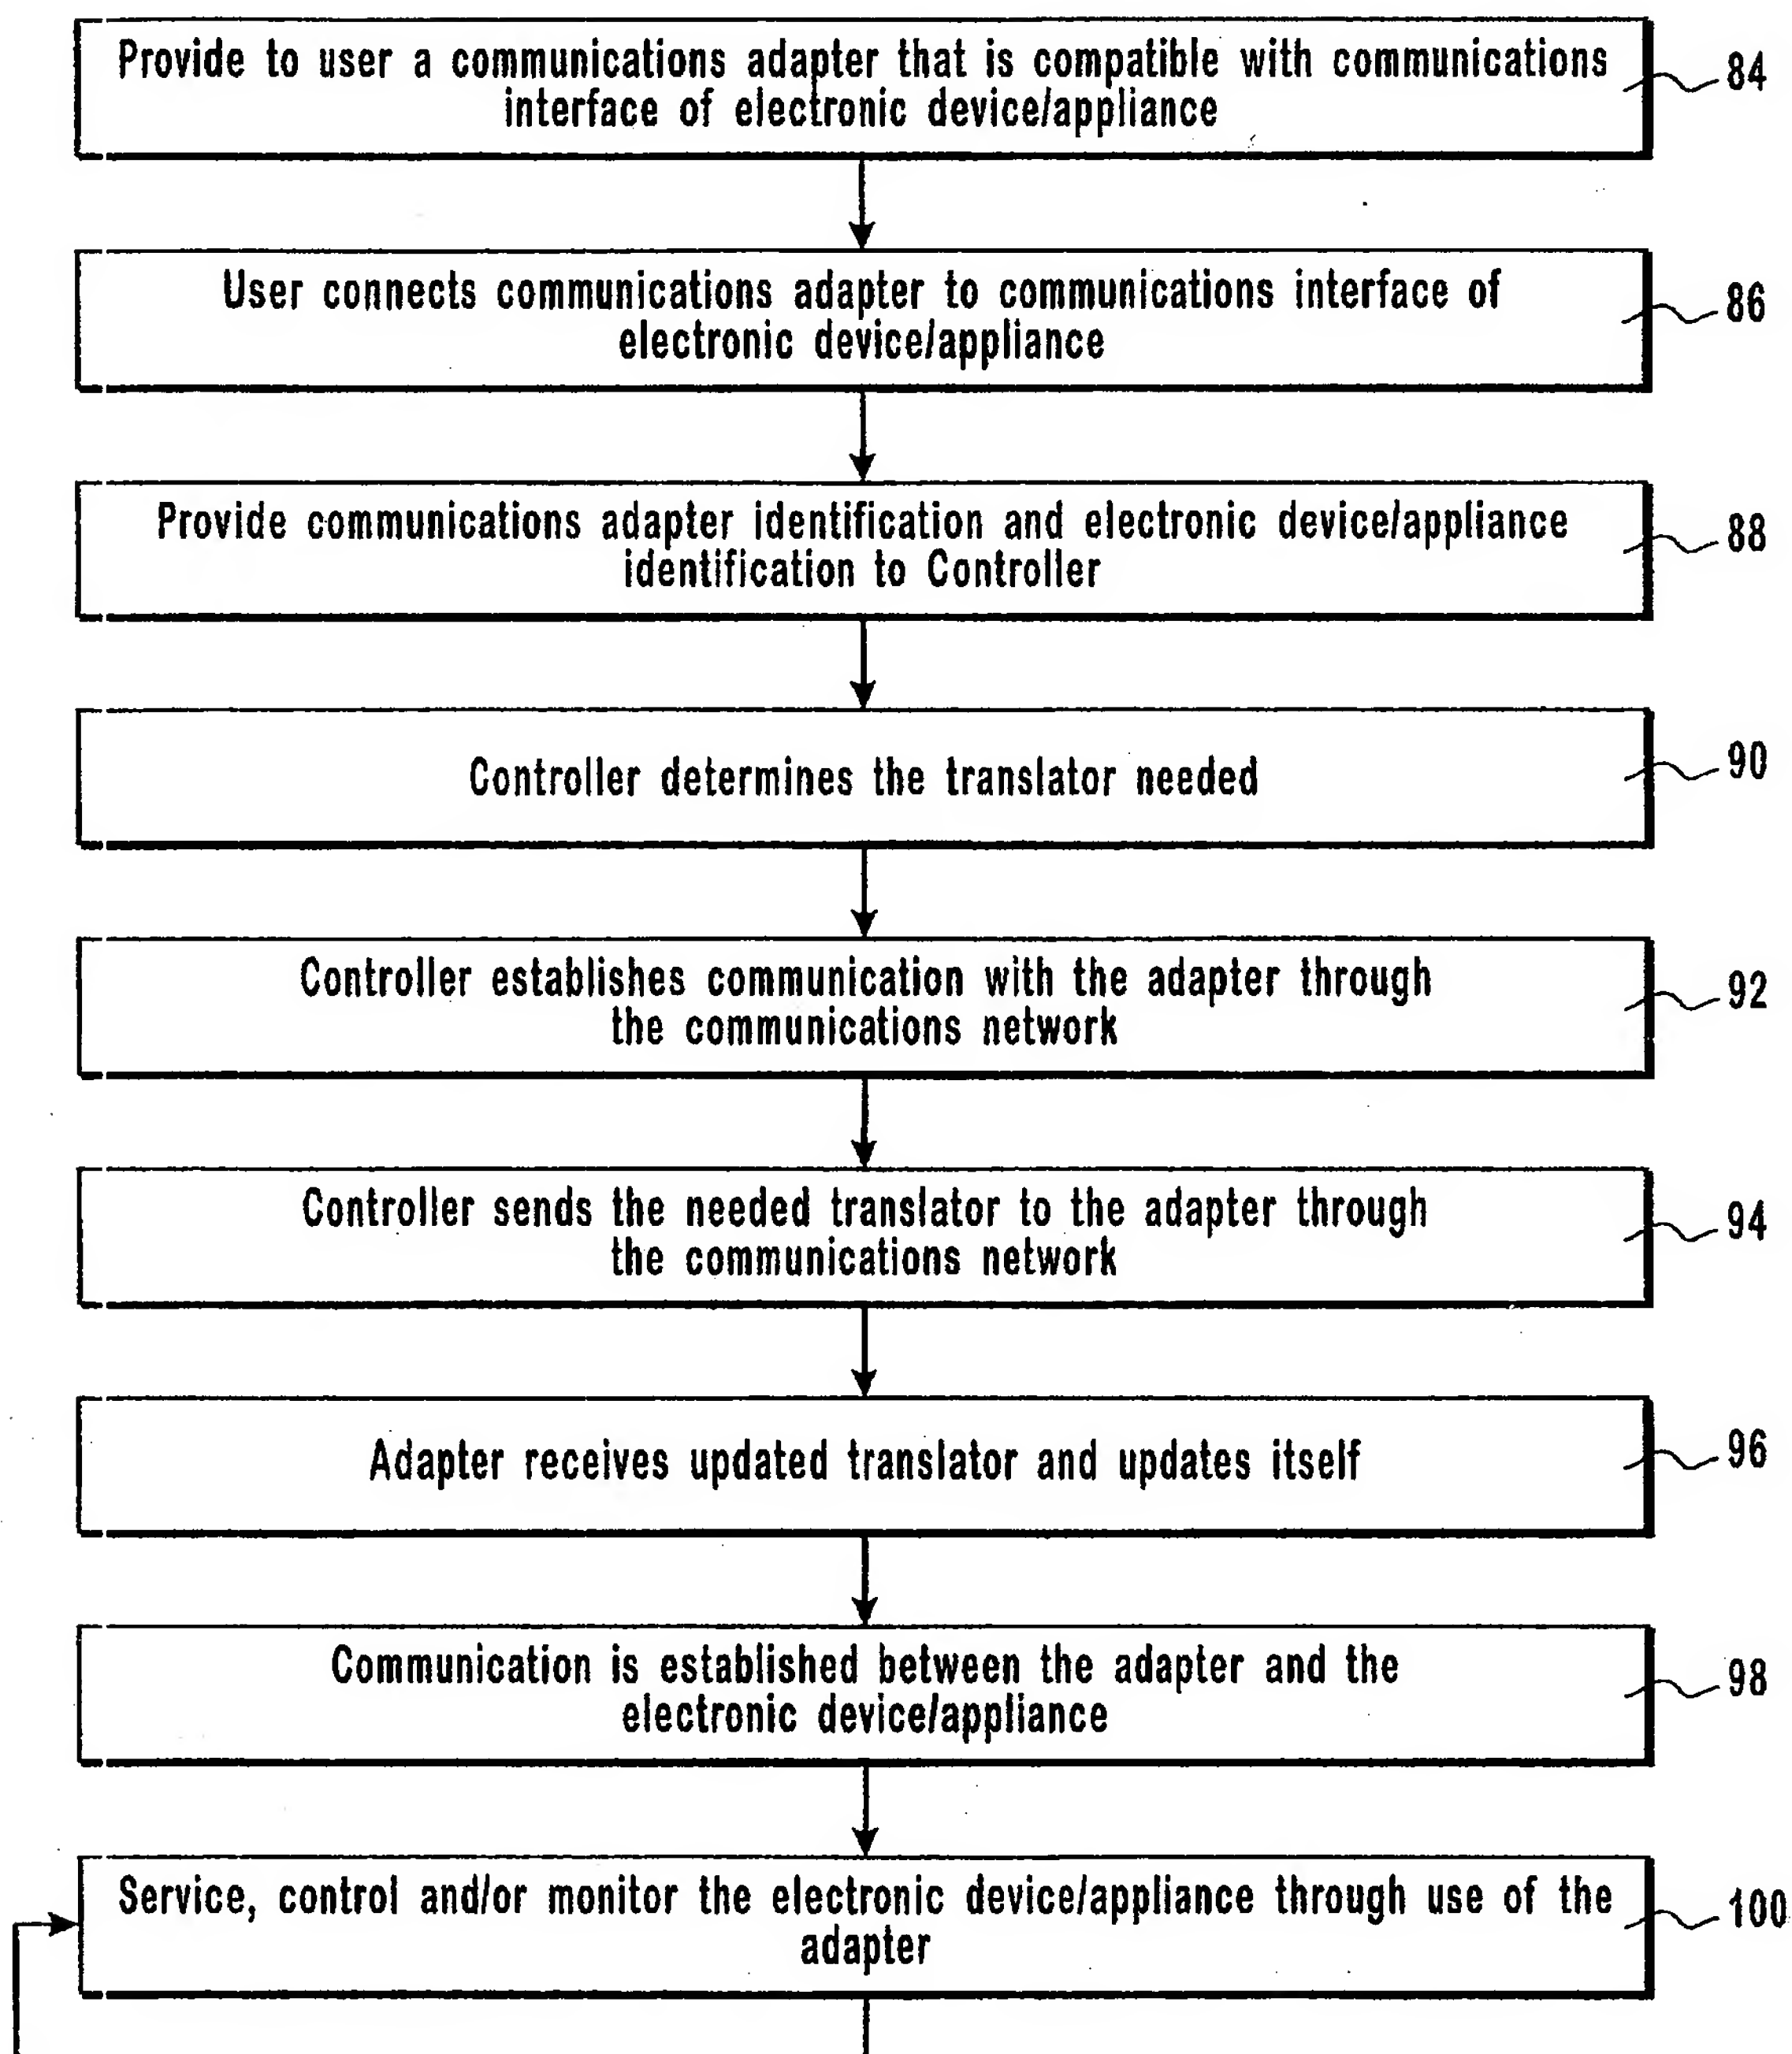 Provide to user a communications adapter that is compatible with communications
interface of electronic device/appliance
84
User connects communications adapter to communications interface of
electronic device/appliance
86
Provide communications adapter identification and electronic device/appliance
identification to Controller
88
Controller determines the translator needed
90
Controller establishes communication with the adapter through
the communications network
92
Controller sends the needed translator to the adapter through
the communications network
94
Adapter receives updated translator and updates itself
96
Communication is established between the adapter and the
electronic device/appliance
98
Service, control and/or monitor the electronic device/appliance through use of the
adapter
100